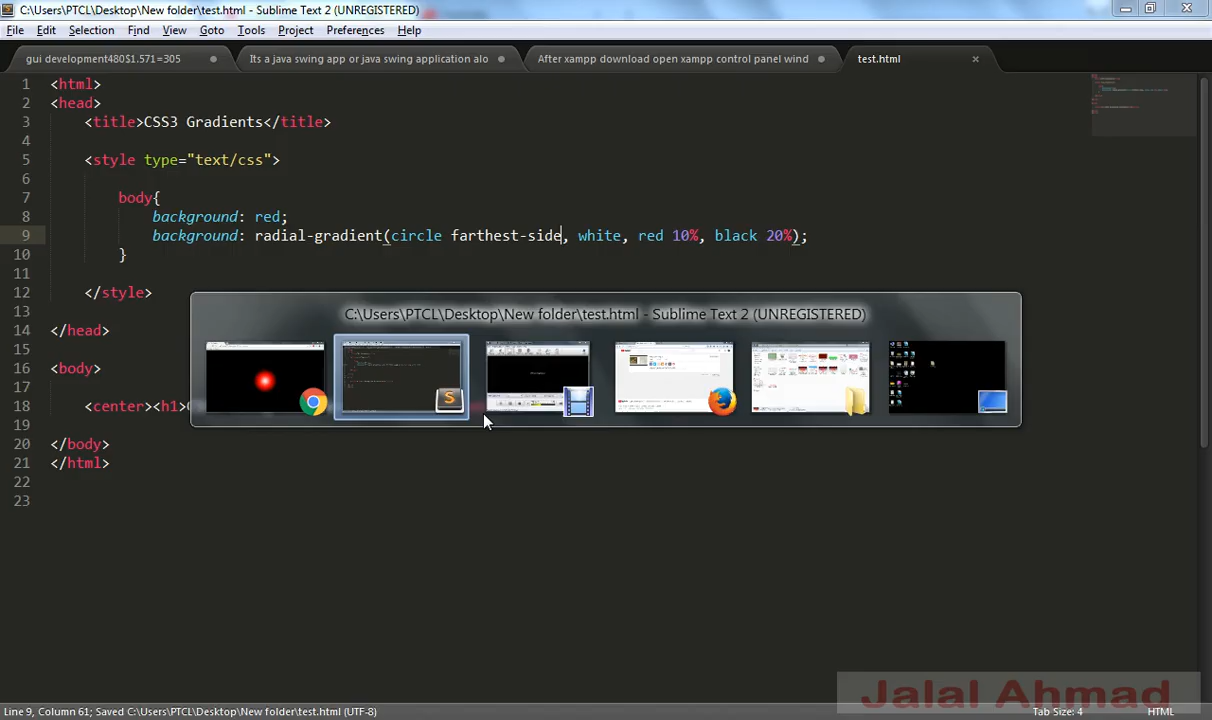 C:\Users\PTCL\Desktop\New folder\test.html - Sublime Text 2 (UNREGISTERED)
File Edit Selection Find View Goto Tools Project Preferences Help
gui development480$1.571=305
Its a java swing app or java swing application alo
After xampp download open xampp control panel wind
test.html
1 <html>
2 <head>
3 <title>CSS3 Gradients</title>
4
5 <style type="text/css">
6
7 body{
8 background: red;
9 background: radial-gradient(circle farthest-side, white, red 10%, black 20%);
10 }
11
12 </style>
13
14 </head>
15
16 <body>
17
18 <center><h1>
19
20 </body>
21 </html>
22
23
C:\Users\PTCL\Desktop\New folder\test.html - Sublime Text 2 (UNREGISTERED)
Jalal Ahmad
Line 9, Column 61; Saved C:\Users\PTCL\Desktop\New folder\test.html (UTF-8)
Tab Size: 4
HTML